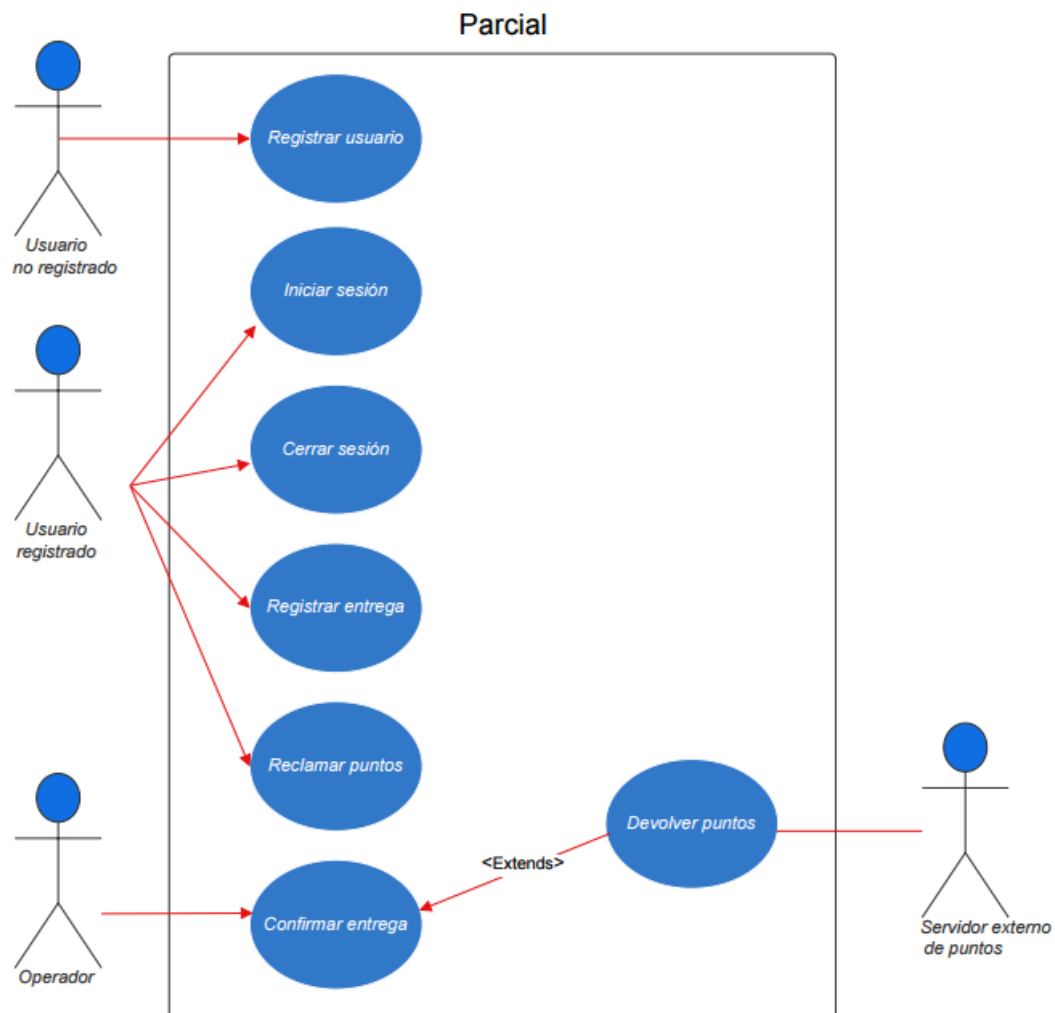 Parcial
Registrar usuario
Usuario
no registrado
Iniciar sesión
Cerrar sesión
Usuario
registrado
Registrar entrega
Reclamar puntos
Devolver puntos
<Extends>
Confirmar entrega
Operador
Servidor externo
de puntos